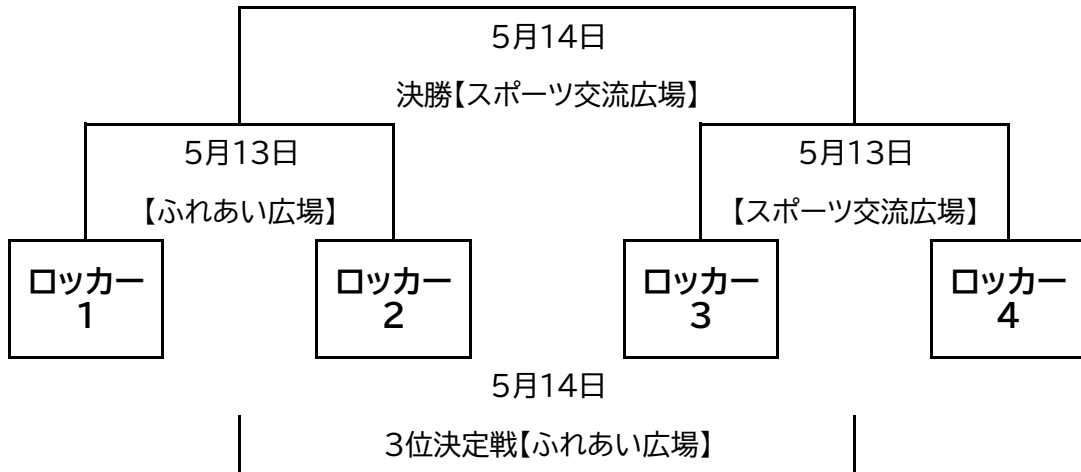 5月14日
決勝【スポーツ交流広場】
5月13日
【ふれあい広場】
5月13日
【スポーツ交流広場】
ロッカー
1
ロッカー
2
ロッカー
3
ロッカー
4
5月14日
3位決定戦【ふれあい広場】